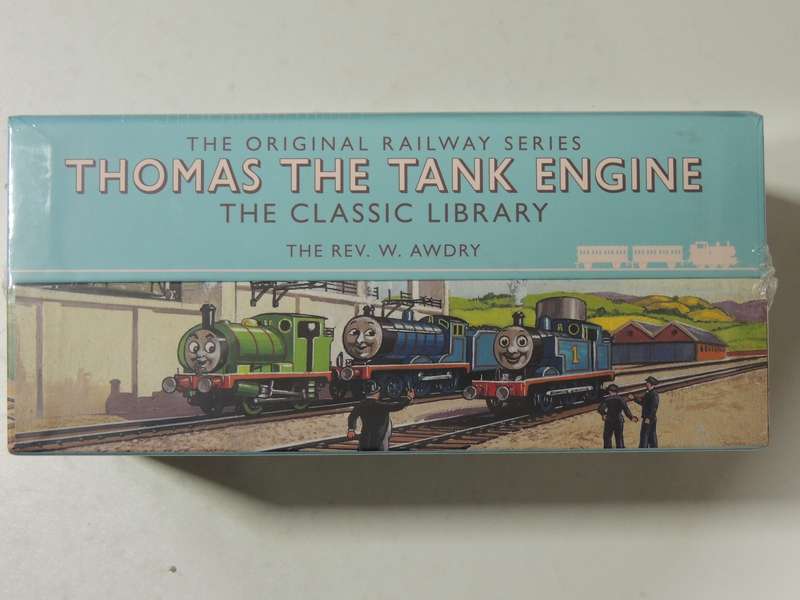 THE ORIGINAL RAILWAY SERIES
THOMAS THE TANK ENGINE
THE CLASSIC LIBRARY
THE REV. W. AWDRY
1